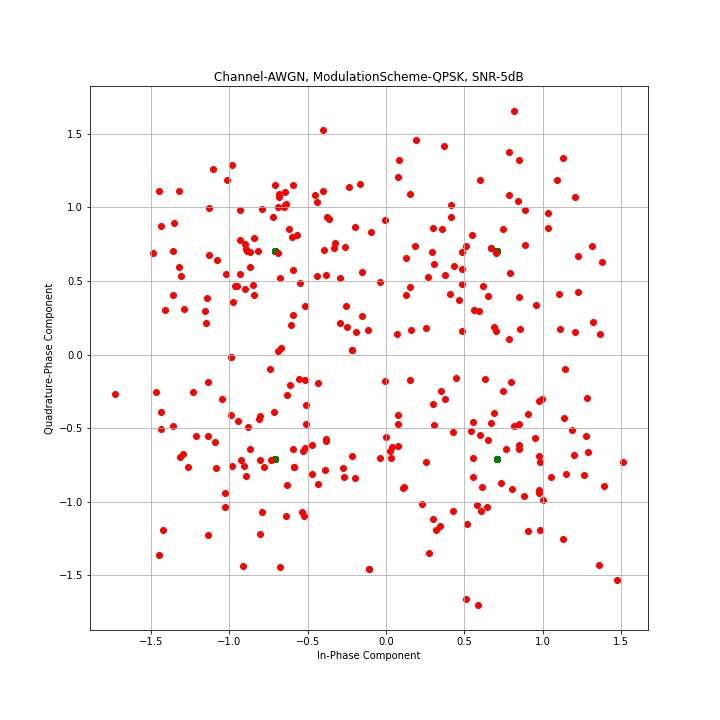 Channel-AWGN, ModulationScheme-QPSK, SNR-5dB
1.5
1.0
0.5
0.0
−0.5
−1.0
−1.5
Quadrature-Phase Component
−1.5 −1.0 −0.5 0.0 0.5 1.0 1.5
In-Phase Component